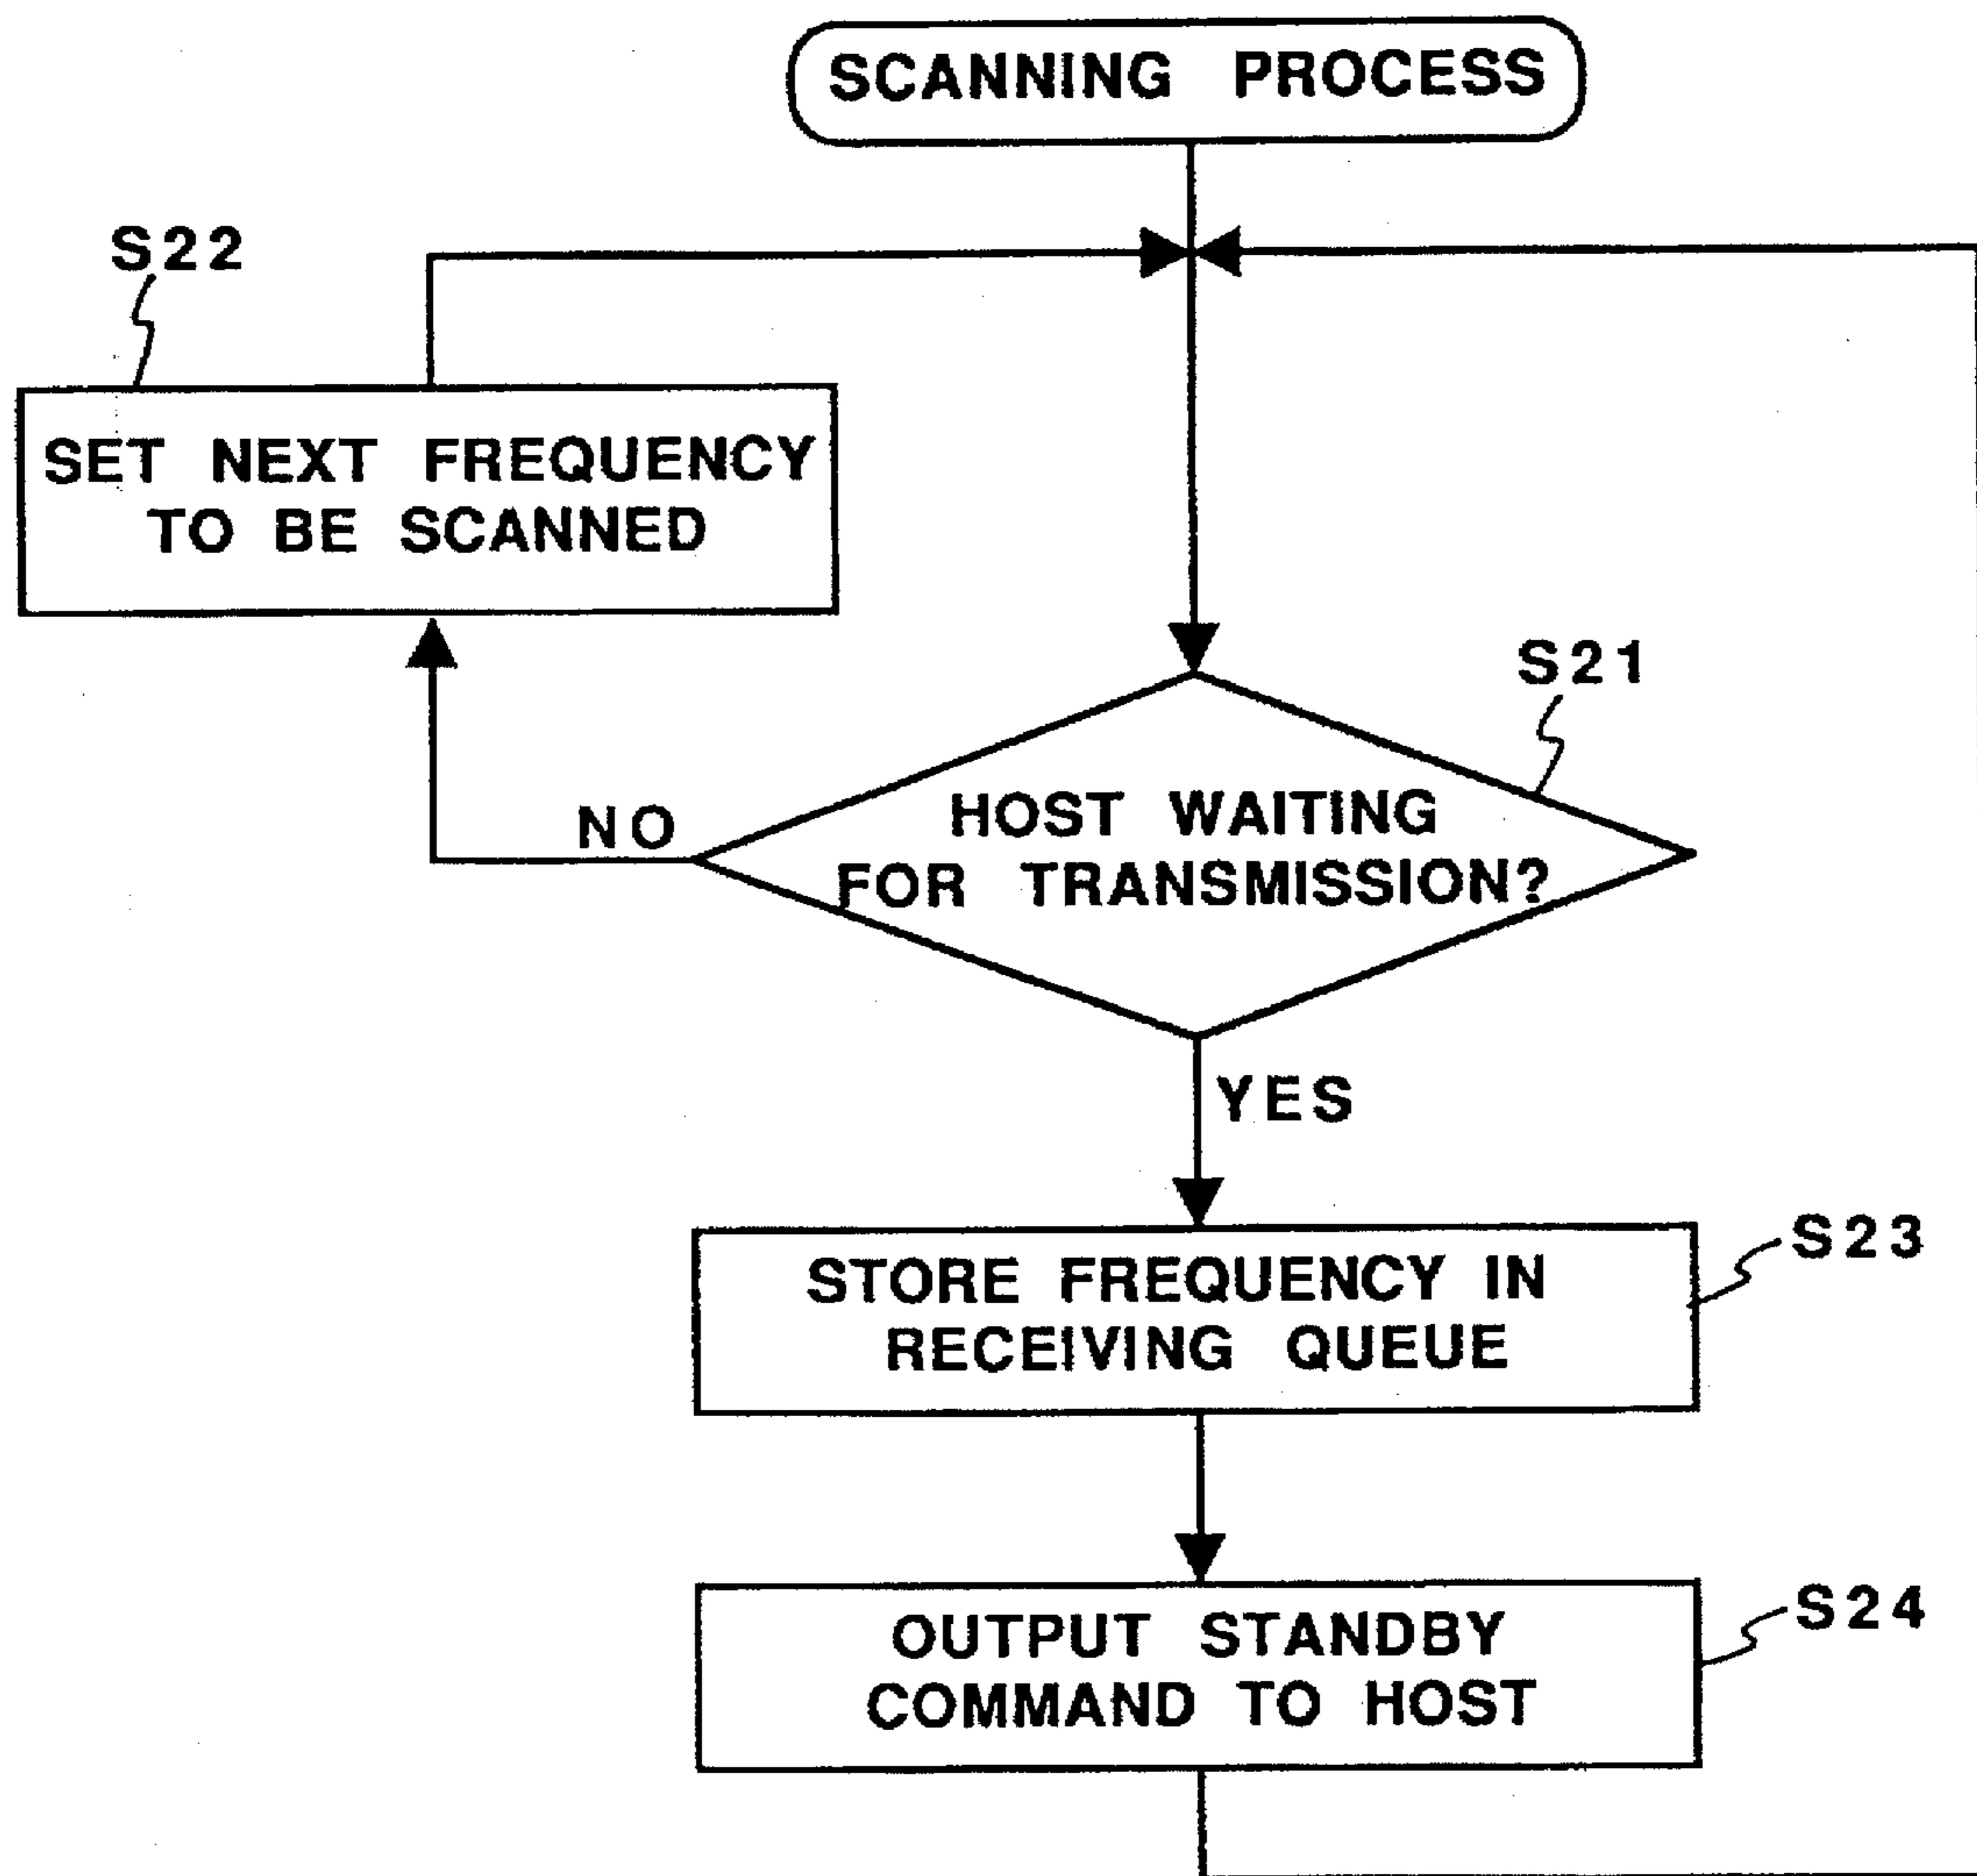 SCANNING PROCESS
S22
SET NEXT FREQUENCY
TO BE SCANNED
S21
HOST WAITING
FOR TRANSMISSION?
NO
YES
S23
STORE FREQUENCY IN
RECEIVING QUEUE
S24
OUTPUT STANDBY
COMMAND TO HOST